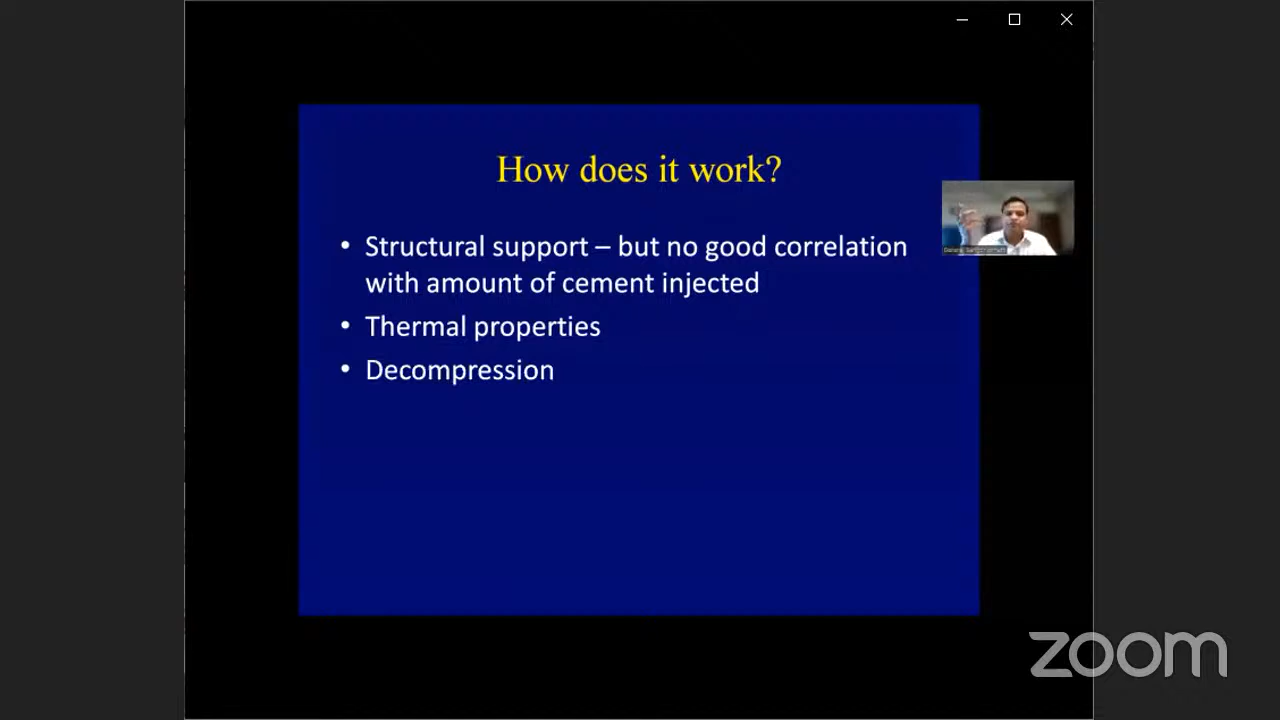 How does it work?
• Structural support – but no good correlation
with amount of cement injected
• Thermal properties
• Decompression
zoom